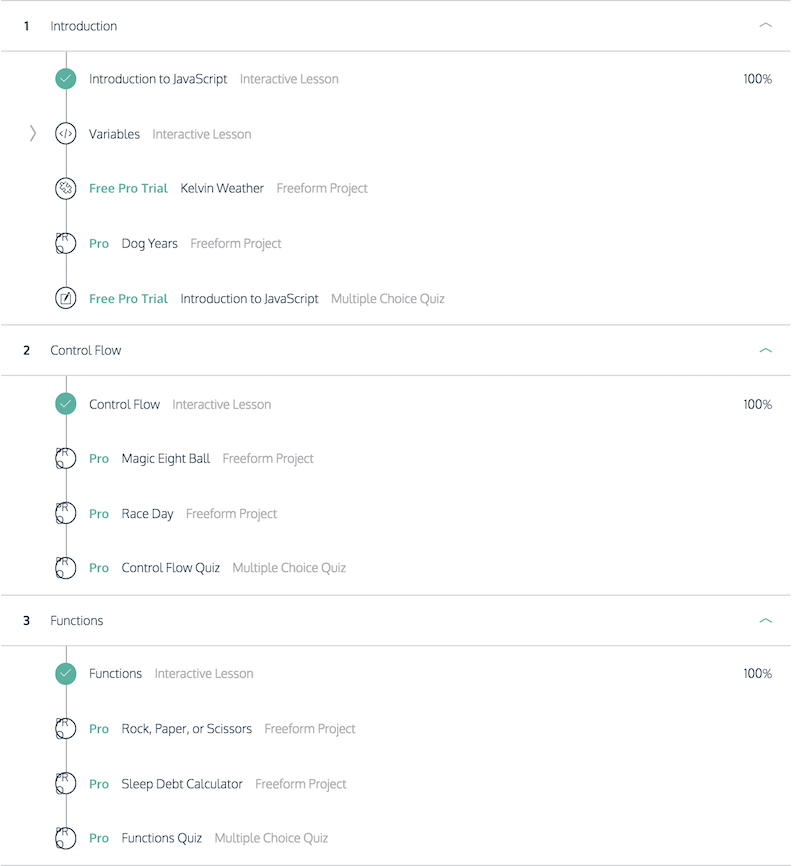 1 Introduction
Introduction to JavaScript Interactive Lesson 100%
Variables Interactive Lesson
Free Pro Trial Kelvin Weather Freeform Project
PRO Pro Dog Years Freeform Project
Free Pro Trial Introduction to JavaScript Multiple Choice Quiz
2 Control Flow
Control Flow Interactive Lesson 100%
PRO Pro Magic Eight Ball Freeform Project
PRO Pro Race Day Freeform Project
PRO Pro Control Flow Quiz Multiple Choice Quiz
3 Functions
Functions Interactive Lesson 100%
PRO Pro Rock, Paper, or Scissors Freeform Project
PRO Pro Sleep Debt Calculator Freeform Project
PRO Pro Functions Quiz Multiple Choice Quiz